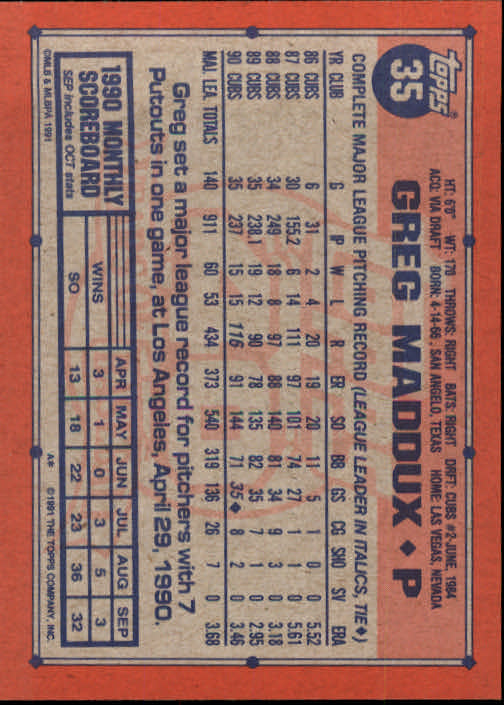 Topps
35
GREG MADDUX ♦ P
HT: 6'0" WT: 170 THROWS: RIGHT BATS: RIGHT DRFT: CUBS #2-JUNE, 1984
ACQ: VIA DRAFT BORN: 4-14-66, SAN ANGELO, TEXAS HOME: LAS VEGAS, NEVADA
COMPLETE MAJOR LEAGUE PITCHING RECORD (LEAGUE LEADER IN ITALICS, TIE♦)
YR CLUB G IP W L R ER SO BB GS CG SHO SV ERA
86 CUBS 6 31 2 4 20 19 20 11 5 1 0 0 5.52
87 CUBS 30 155.2 6 14 111 97 101 74 27 1 1 0 5.61
88 CUBS 34 249 18 8 97 88 140 81 34 9 3 0 3.18
89 CUBS 35 238.1 19 12 90 78 135 82 35 7 1 0 2.95
90 CUBS 35 237 15 15 116 91 144 71 35♦ 8 2 0 3.46
MAJ. LEA. TOTALS 140 911 60 53 434 373 540 319 136 26 7 0 3.68
Greg set a major league record for pitchers with 7
Putouts in one game, at Los Angeles, April 29, 1990.
1990 MONTHLY
SCOREBOARD
SEP includes OCT stats
APR MAY JUN JUL AUG SEP
WINS 3 1 0 3 5 3
SO 13 18 22 23 36 32
©MLB & MLBPA 1991
A* ©1991 THE TOPPS COMPANY, INC.